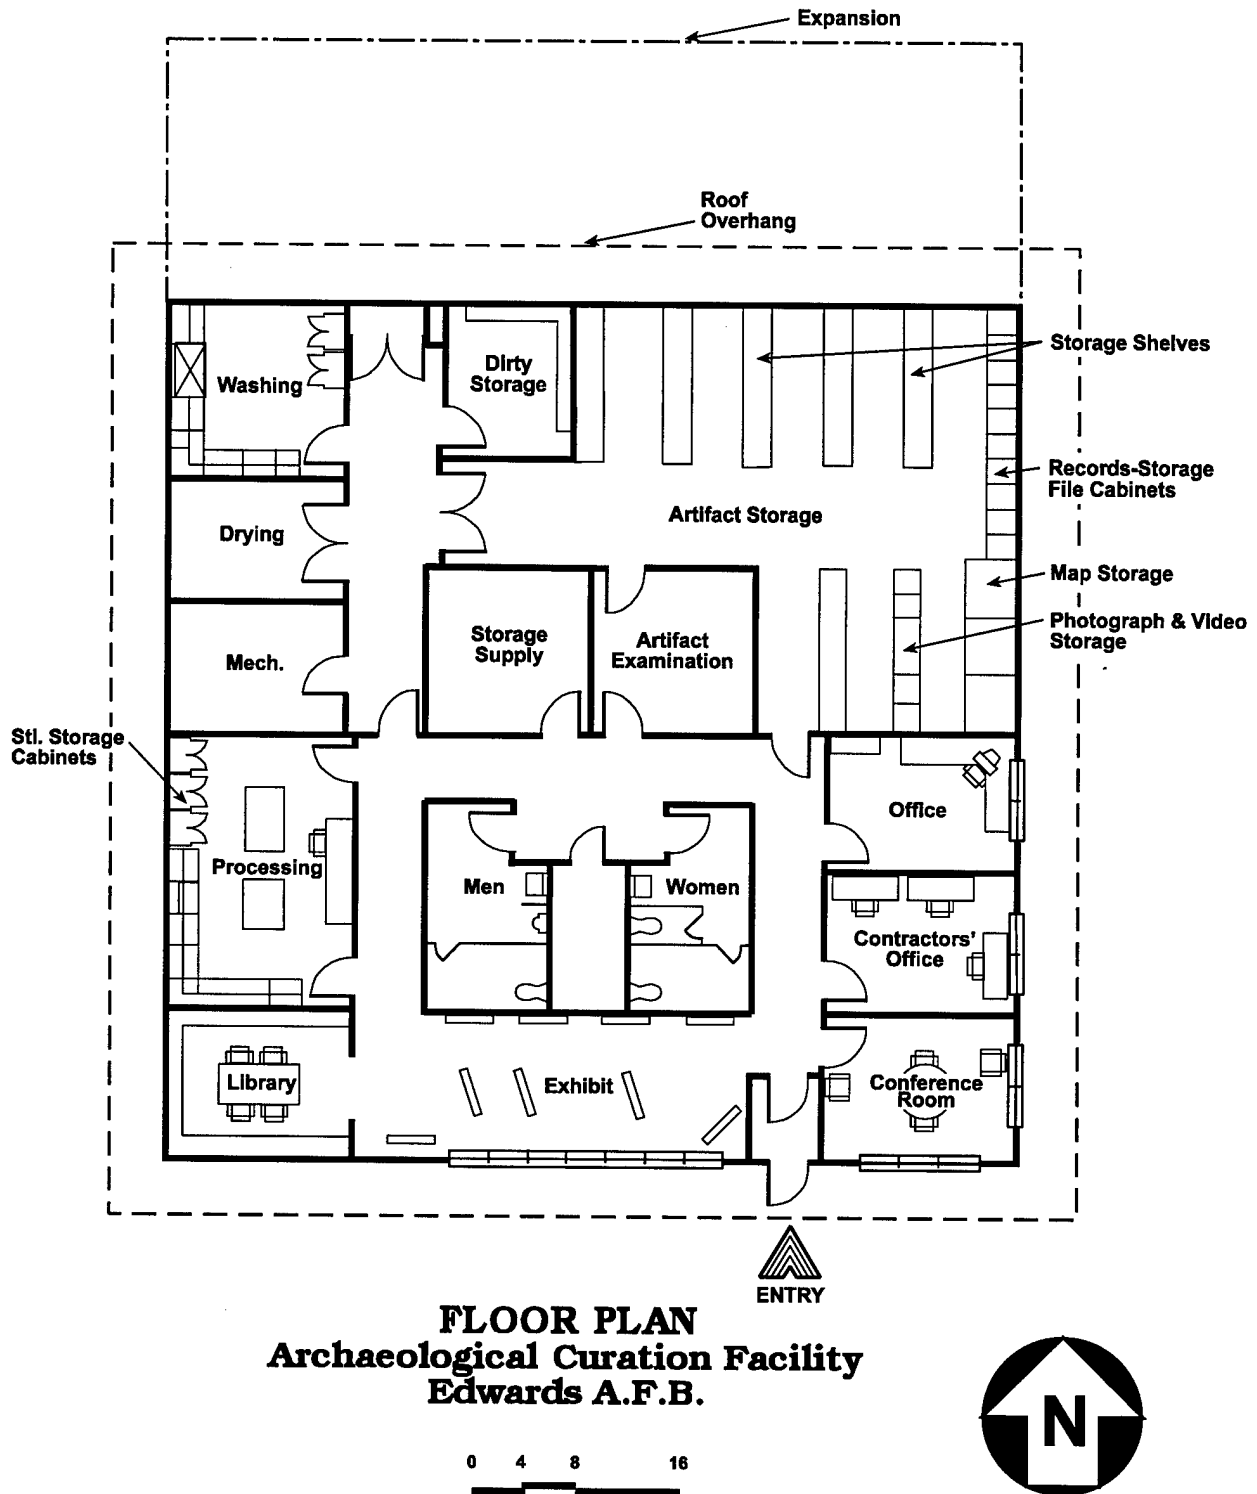 Expansion
Roof
Overhang
Storage Shelves
Dirty
Storage
Washing
Records-Storage
File Cabinets
Artifact Storage
Drying
Map Storage
Photograph & Video
Storage
Storage
Supply
Artifact
Examination
Mech.
Stl. Storage
Cabinets
Office
Processing
Men
Women
Contractors'
Office
Library
Exhibit
Conference
Room
ENTRY
FLOOR PLAN
Archaeological Curation Facility
Edwards A.F.B.
N
0 4 8 16